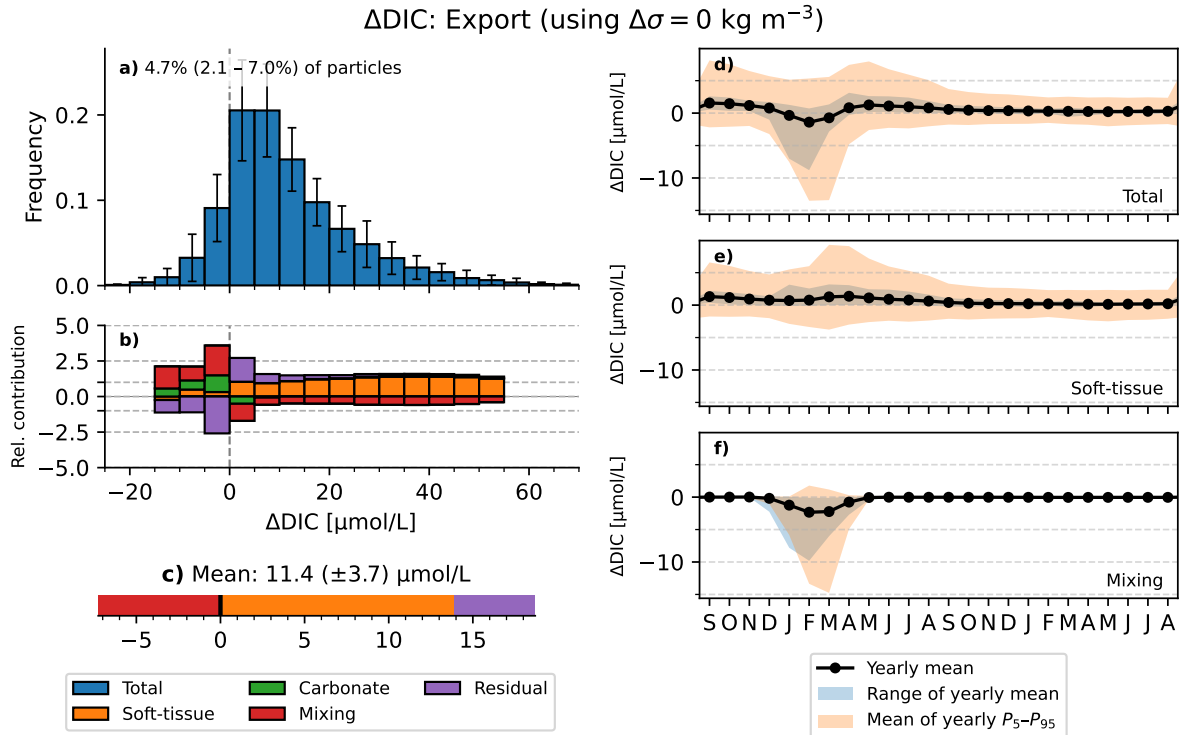 ΔDIC: Export (using Δσ = 0 kg m⁻³)
a) 4.7% (2.1 – 7.0%) of particles
Frequency
0.2
0.1
0.0
b)
Rel. contribution
5.0
2.5
0.0
−2.5
−5.0
−20 0 20 40 60
ΔDIC [μmol/L]
c) Mean: 11.4 (±3.7) μmol/L
−5 0 5 10 15
Total
Soft-tissue
Carbonate
Mixing
Residual
d)
ΔDIC [μmol/L]
0
−10
Total
e)
ΔDIC [μmol/L]
0
−10
Soft-tissue
f)
ΔDIC [μmol/L]
0
−10
Mixing
S O N D J F M A M J J A S O N D J F M A M J J A
Yearly mean
Range of yearly mean
Mean of yearly P₅–P₉₅